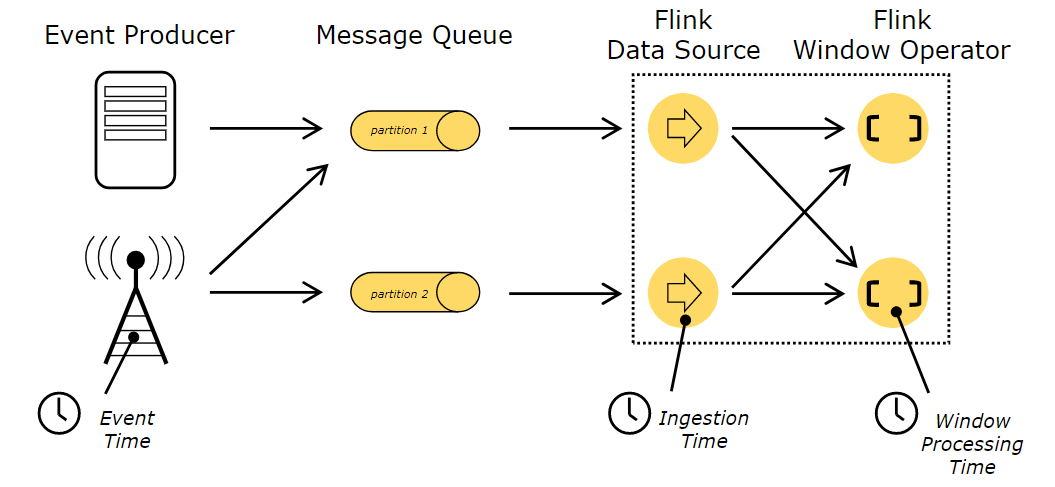 Event Producer
Message Queue
Flink
Data Source
Flink
Window Operator
partition 1
partition 2
Event
Time
Ingestion
Time
Window
Processing
Time